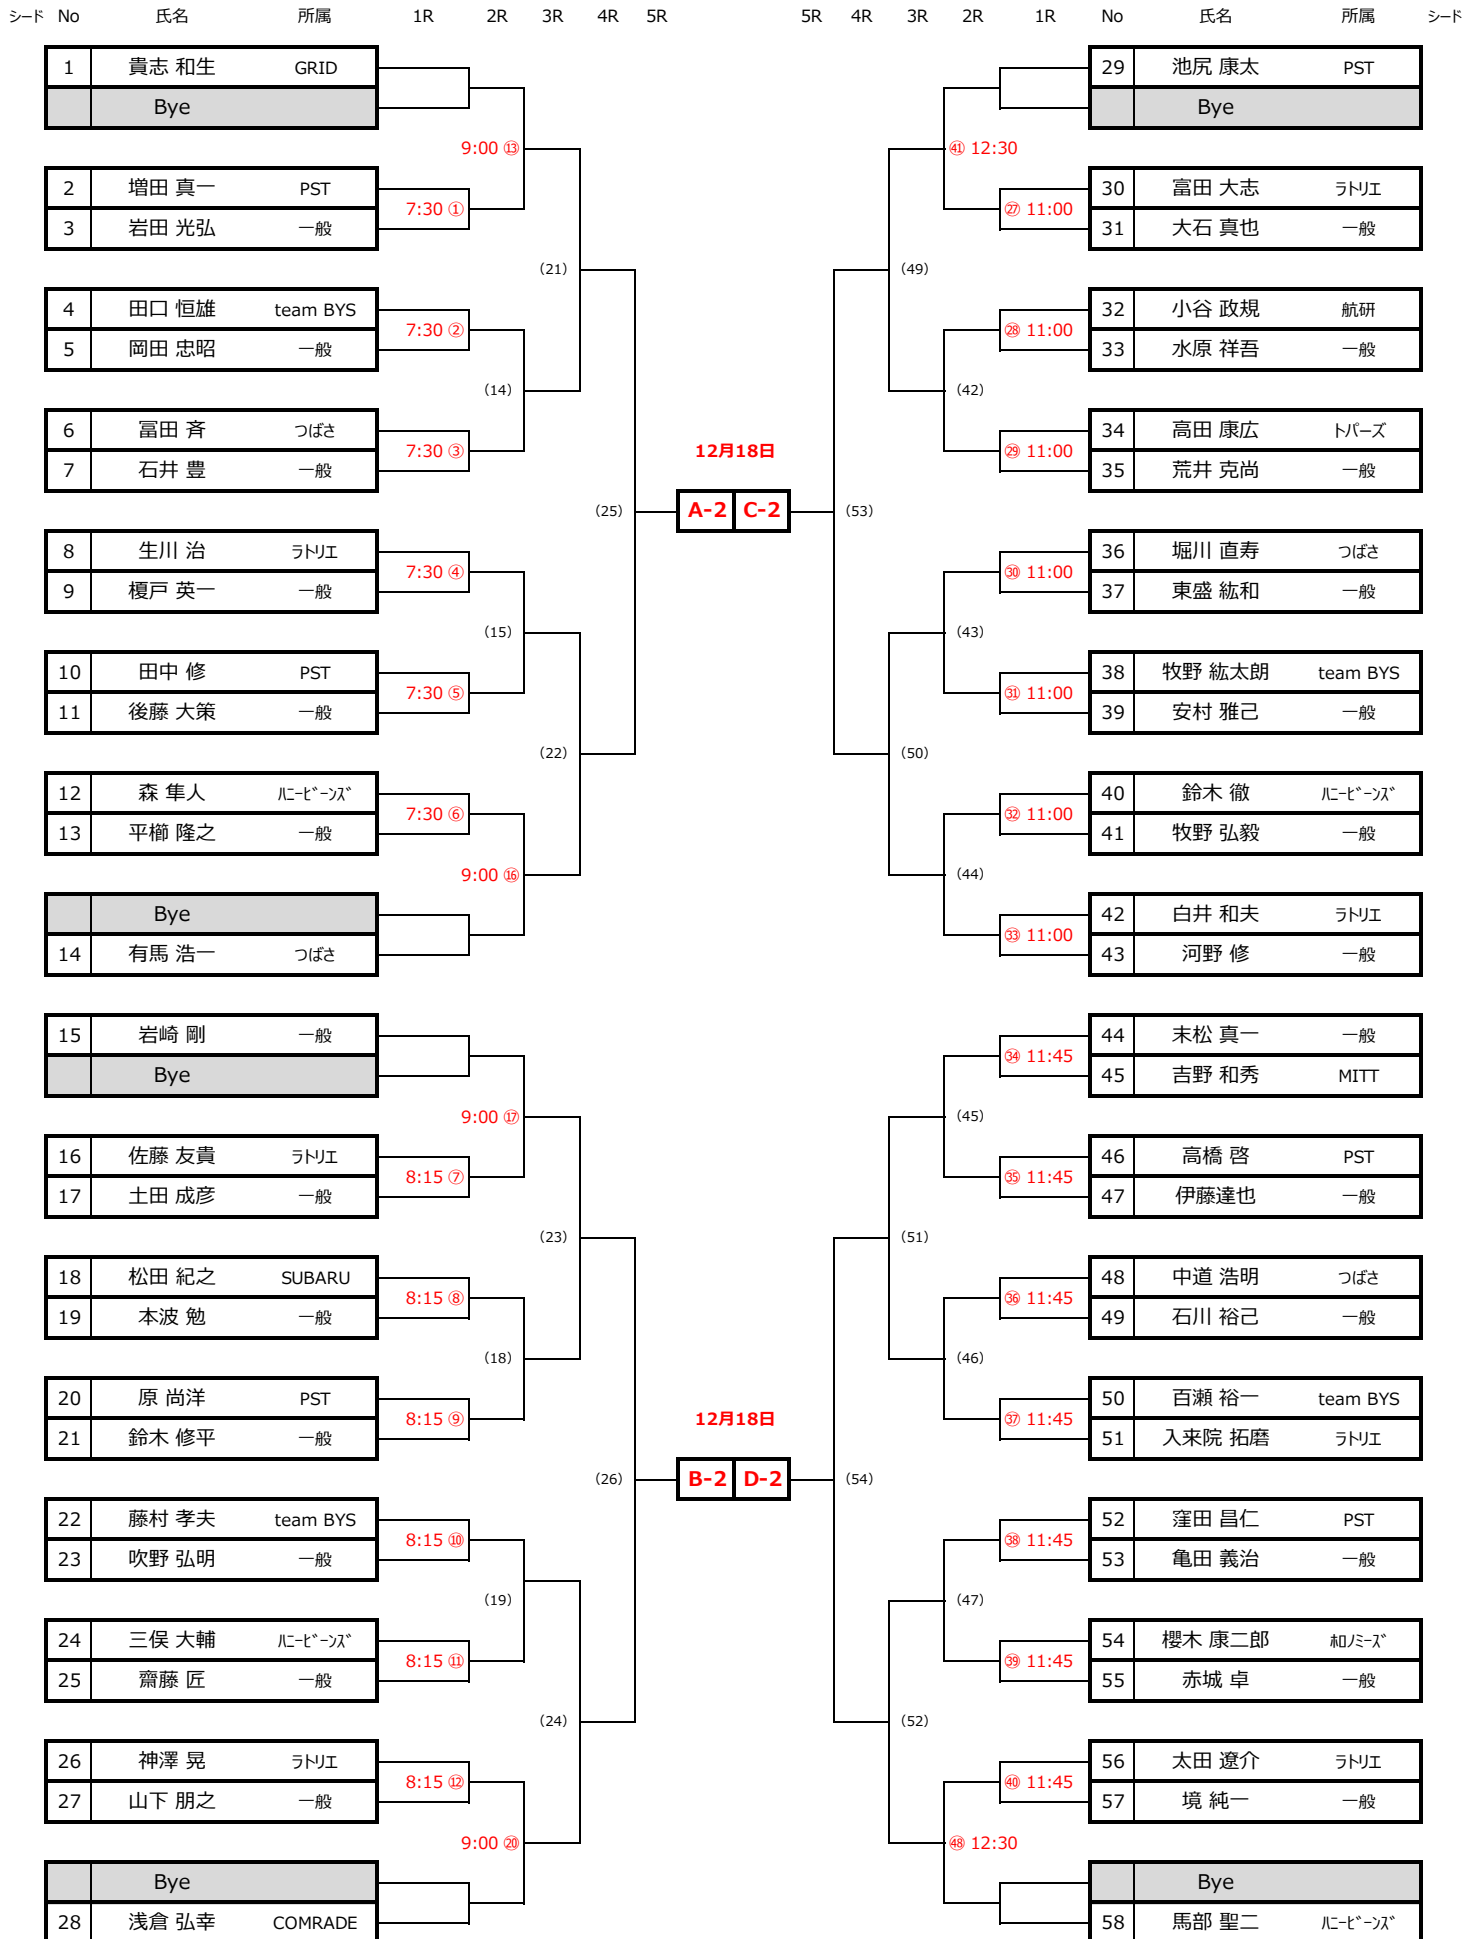 シード No 氏名 所属 1R 2R 3R 4R 5R 5R 4R 3R 2R 1R No 氏名 所属 シード
1 貴志 和生 GRID 29 池尻 康太 PST
Bye Bye
9:00 ⑬ ㊶ 12:30
2 増田 真一 PST 30 富田 大志 ラトリエ
7:30 ① ㉗ 11:00
3 岩田 光弘 一般 31 大石 真也 一般
(21) (49)
4 田口 恒雄 team BYS 32 小谷 政規 航研
7:30 ② ㉘ 11:00
5 岡田 忠昭 一般 33 水原 祥吾 一般
(14) (42)
6 冨田 斉 つばさ 34 高田 康広 トパーズ
7:30 ③ 12月18日 ㉙ 11:00
7 石井 豊 一般 35 荒井 克尚 一般
(25) A-2 C-2 (53)
8 生川 治 ラトリエ 36 堀川 直寿 つばさ
7:30 ④ ㉚ 11:00
9 榎戸 英一 一般 37 東盛 紘和 一般
(15) (43)
10 田中 修 PST 38 牧野 紘太朗 team BYS
7:30 ⑤ ㉛ 11:00
11 後藤 大策 一般 39 安村 雅己 一般
(22) (50)
12 森 隼人 ﾊﾆｰﾋﾞｰﾝｽﾞ 40 鈴木 徹 ﾊﾆｰﾋﾞｰﾝｽﾞ
7:30 ⑥ ㉜ 11:00
13 平櫛 隆之 一般 41 牧野 弘毅 一般
9:00 ⑯ (44)
Bye 42 白井 和夫 ラトリエ
㉝ 11:00
14 有馬 浩一 つばさ 43 河野 修 一般
15 岩崎 剛 一般 44 末松 真一 一般
㉞ 11:45
Bye 45 吉野 和秀 MITT
9:00 ⑰ (45)
16 佐藤 友貴 ラトリエ 46 高橋 啓 PST
8:15 ⑦ ㉟ 11:45
17 土田 成彦 一般 47 伊藤達也 一般
(23) (51)
18 松田 紀之 SUBARU 48 中道 浩明 つばさ
8:15 ⑧ ㊱ 11:45
19 本波 勉 一般 49 石川 裕己 一般
(18) (46)
20 原 尚洋 PST 50 百瀬 裕一 team BYS
8:15 ⑨ 12月18日 ㊲ 11:45
21 鈴木 修平 一般 51 入来院 拓磨 ラトリエ
(26) B-2 D-2 (54)
22 藤村 孝夫 team BYS 52 窪田 昌仁 PST
8:15 ⑩ ㊳ 11:45
23 吹野 弘明 一般 53 亀田 義治 一般
(19) (47)
24 三俣 大輔 ﾊﾆｰﾋﾞｰﾝｽﾞ 54 櫻木 康二郎 ﾎﾛﾉﾐｰｽﾞ
8:15 ⑪ ㊴ 11:45
25 齋藤 匠 一般 55 赤城 卓 一般
(24) (52)
26 神澤 晃 ラトリエ 56 太田 遼介 ラトリエ
8:15 ⑫ ㊵ 11:45
27 山下 朋之 一般 57 境 純一 一般
9:00 ⑳ ㊽ 12:30
Bye Bye
28 浅倉 弘幸 COMRADE 58 馬部 聖二 ﾊﾆｰﾋﾞｰﾝｽﾞ